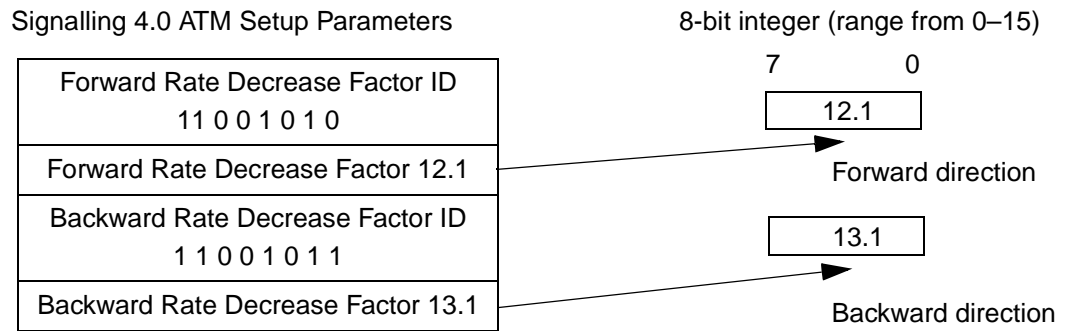 Signalling 4.0 ATM Setup Parameters
8-bit integer (range from 0–15)
7 0
Forward Rate Decrease Factor ID
11 0 0 1 0 1 0
12.1
Forward Rate Decrease Factor 12.1
Forward direction
Backward Rate Decrease Factor ID
1 1 0 0 1 0 1 1
13.1
Backward Rate Decrease Factor 13.1
Backward direction